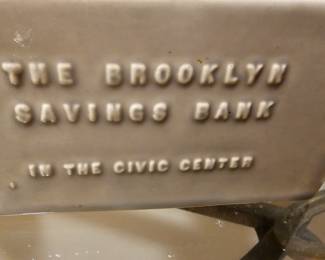 THE BROOKLYN
SAVINGS BANK
IN THE CIVIC CENTER